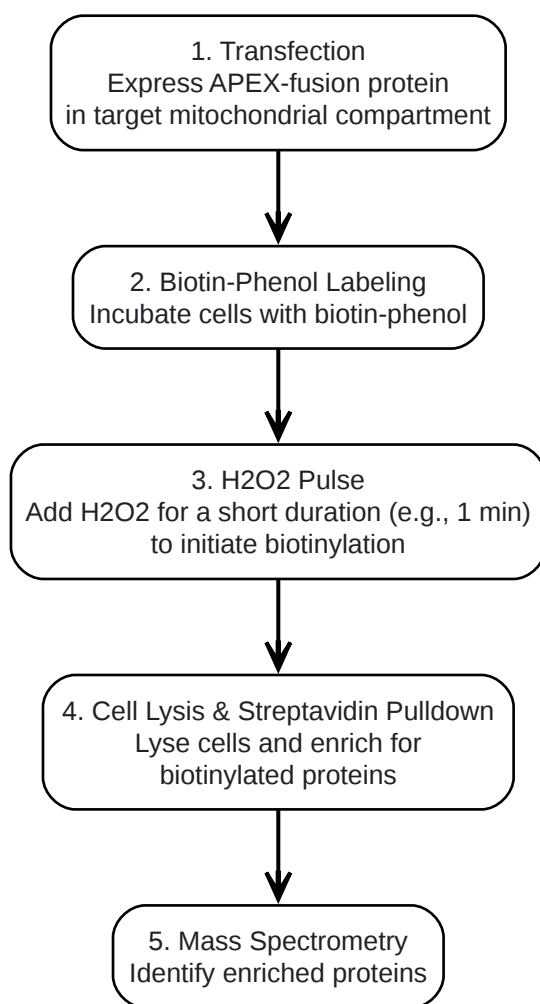 1. Transfection
Express APEX-fusion protein
in target mitochondrial compartment
2. Biotin-Phenol Labeling
Incubate cells with biotin-phenol
3. H2O2 Pulse
Add H2O2 for a short duration (e.g., 1 min)
to initiate biotinylation
4. Cell Lysis & Streptavidin Pulldown
Lyse cells and enrich for
biotinylated proteins
5. Mass Spectrometry
Identify enriched proteins